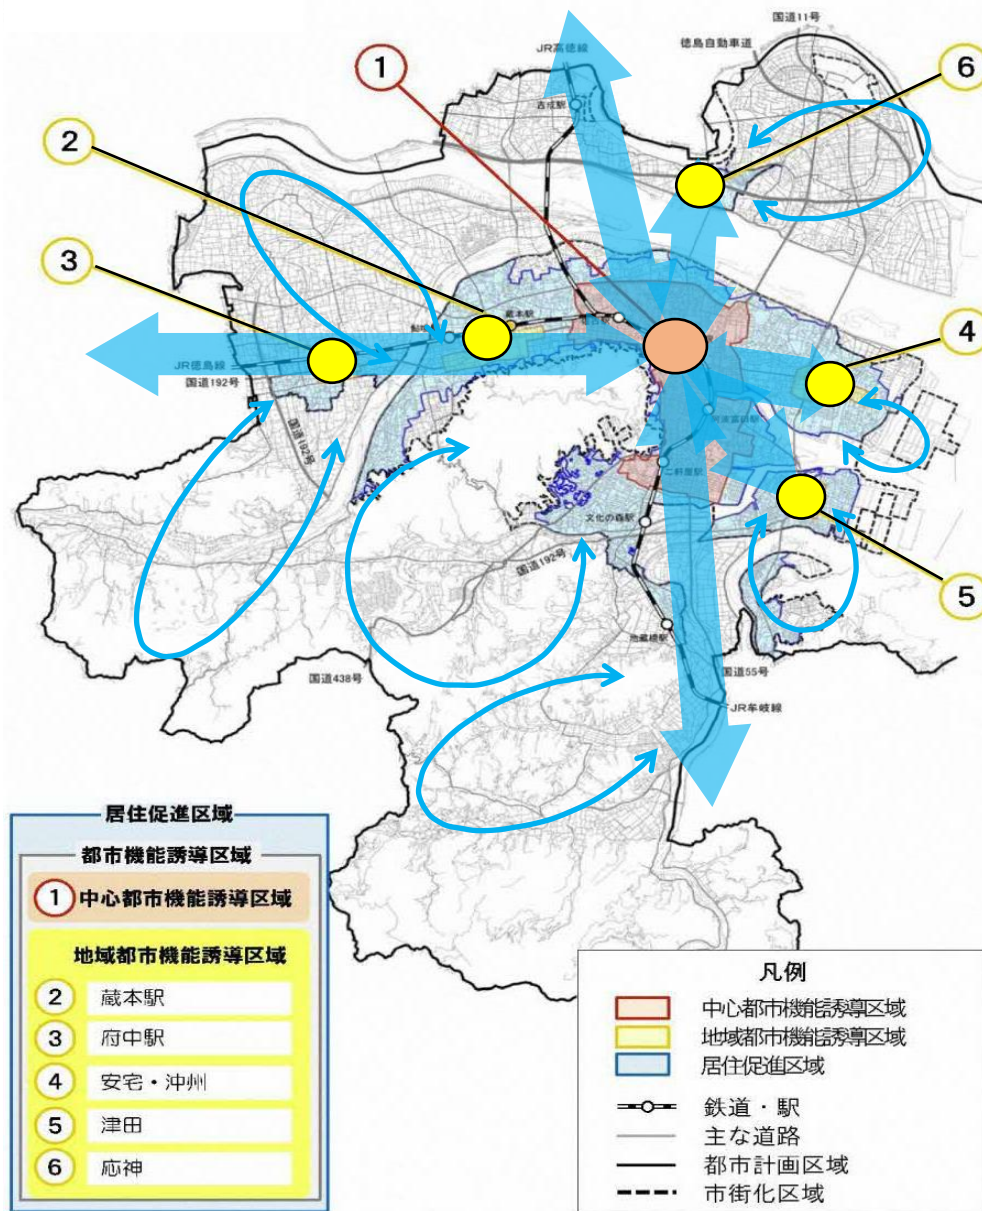 国道11号
徳島自動車道
JR高徳線
1
6
吉成駅
2
3
蔵本駅
4
JR徳島線
国道192号
阿波富田駅
国道192号
二軒屋駅
文化の森駅
国道192号
5
地蔵橋駅
国道55号
国道438号
JR牟岐線
居住促進区域
都市機能誘導区域
1 中心都市機能誘導区域
地域都市機能誘導区域
2 蔵本駅
3 府中駅
4 安宅・沖州
5 津田
6 応神
凡例
中心都市機能誘導区域
地域都市機能誘導区域
居住促進区域
鉄道・駅
主な道路
都市計画区域
市街化区域